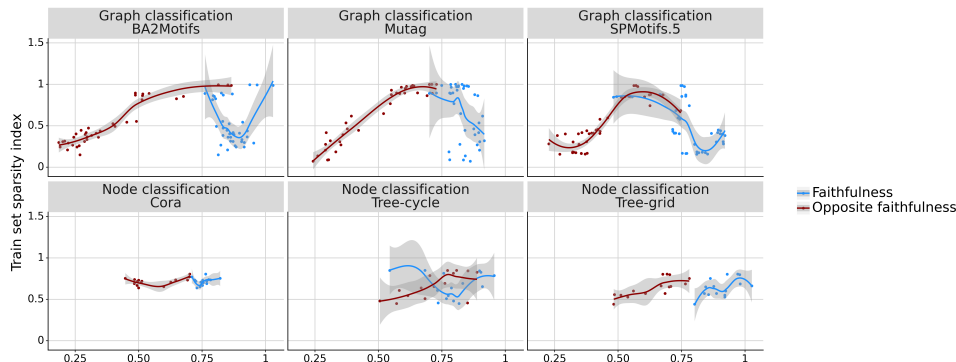 Graph classification
BA2Motifs
Graph classification
Mutag
Graph classification
SPMotifs.5
1.5
1
0.5
0
Train set sparsity index
Node classification
Cora
Node classification
Tree-cycle
Node classification
Tree-grid
1.5
1
0.5
0
0.25 0.50 0.75 1
0.25 0.50 0.75 1
0.25 0.50 0.75 1
Faithfulness
Opposite faithfulness